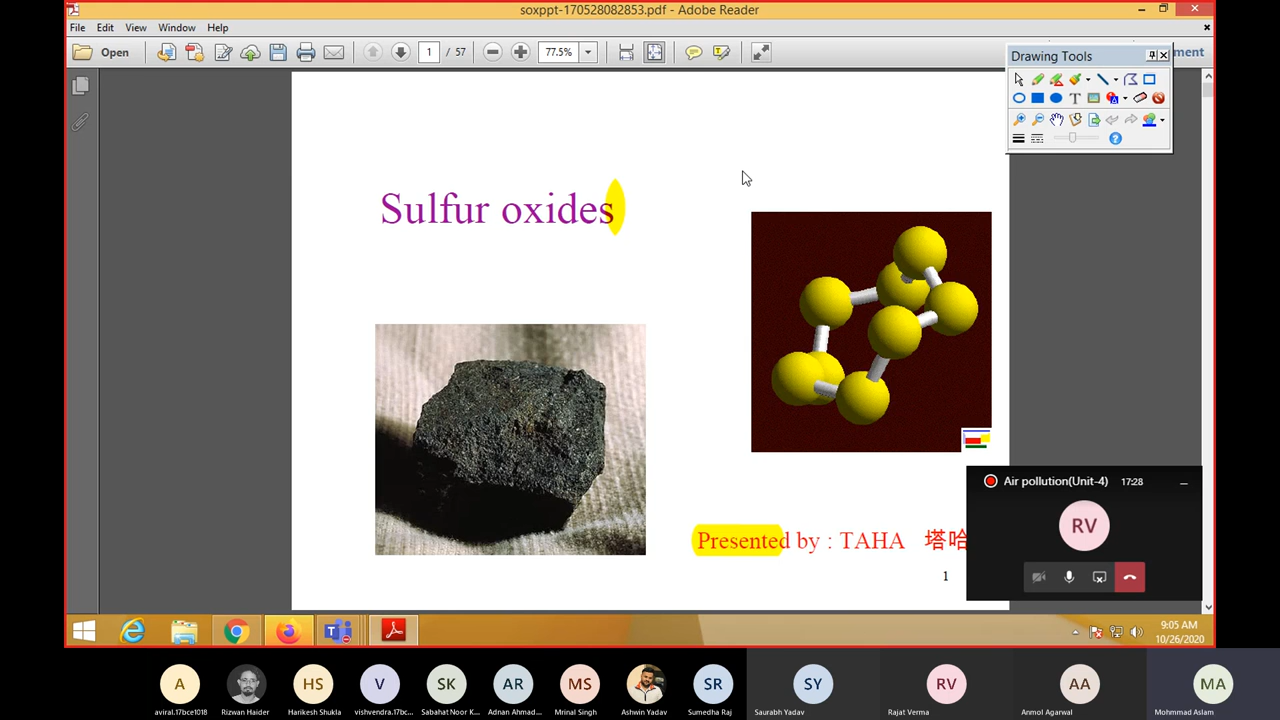 soxppt-170528082853.pdf - Adobe Reader
File Edit View Window Help
Open 1 / 57 77.5%
Drawing Tools
ment
Sulfur oxides
Air pollution(Unit-4) 17:28
RV
Presented by : TAHA 塔哈
1
9:05 AM
10/26/2020
A HS V SK AR MS SR SY RV AA MA
aviral.17bce1018 Rizwan Haider Harikesh Shukla vishvendra.17bc... Sabahat Noor K... Adnan Ahmad... Mrinal Singh Ashwin Yadav Sumedha Raj Saurabh Yadav Rajat Verma Anmol Agarwal Mohmmad Aslam